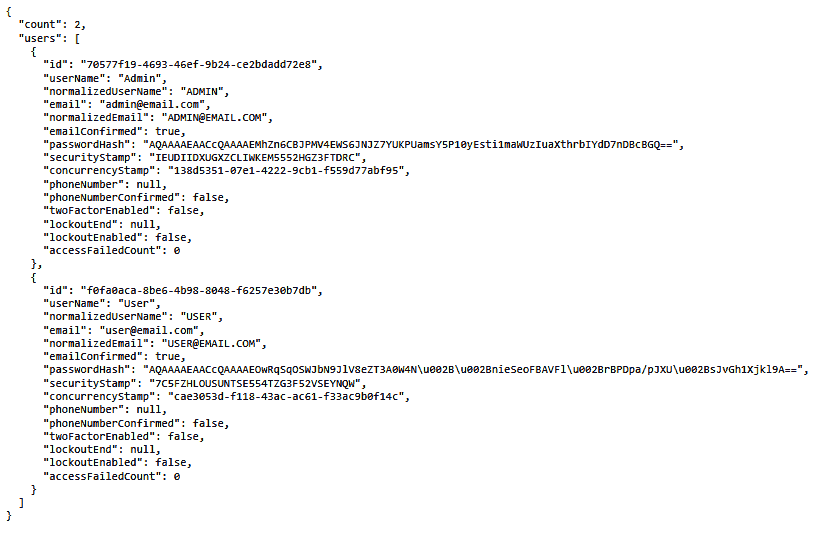 {
"count": 2,
"users": [
{
"id": "70577f19-4693-46ef-9b24-ce2bdadd72e8",
"userName": "Admin",
"normalizedUserName": "ADMIN",
"email": "admin@email.com",
"normalizedEmail": "ADMIN@EMAIL.COM",
"emailConfirmed": true,
"passwordHash": "AQAAAAEAACcQAAAAEMhZn6CBJPMV4EWS6JNJZ7YUKPUamsY5P10yEsti1maWUzIuaXthrbIYdD7nDBcBGQ==",
"securityStamp": "IEUDIIDXUGXZCLIWKEM5552HGZ3FTDRC",
"concurrencyStamp": "138d5351-07e1-4222-9cb1-f559d77abf95",
"phoneNumber": null,
"phoneNumberConfirmed": false,
"twoFactorEnabled": false,
"lockoutEnd": null,
"lockoutEnabled": false,
"accessFailedCount": 0
},
{
"id": "f0fa0aca-8be6-4b98-8048-f6257e30b7db",
"userName": "User",
"normalizedUserName": "USER",
"email": "user@email.com",
"normalizedEmail": "USER@EMAIL.COM",
"emailConfirmed": true,
"passwordHash": "AQAAAAEAACcQAAAAEOwRqSqOSWJbN9JlV8eZT3A0W4N\u002B\u002BnieSeoFBAVFl\u002BrBPDpa/pJXU\u002BsJvGh1Xjkl9A==",
"securityStamp": "7C5FZHLOUSUNTSE554TZG3F52VSEYNQW",
"concurrencyStamp": "cae3053d-f118-43ac-ac61-f33ac9b0f14c",
"phoneNumber": null,
"phoneNumberConfirmed": false,
"twoFactorEnabled": false,
"lockoutEnd": null,
"lockoutEnabled": false,
"accessFailedCount": 0
}
]
}